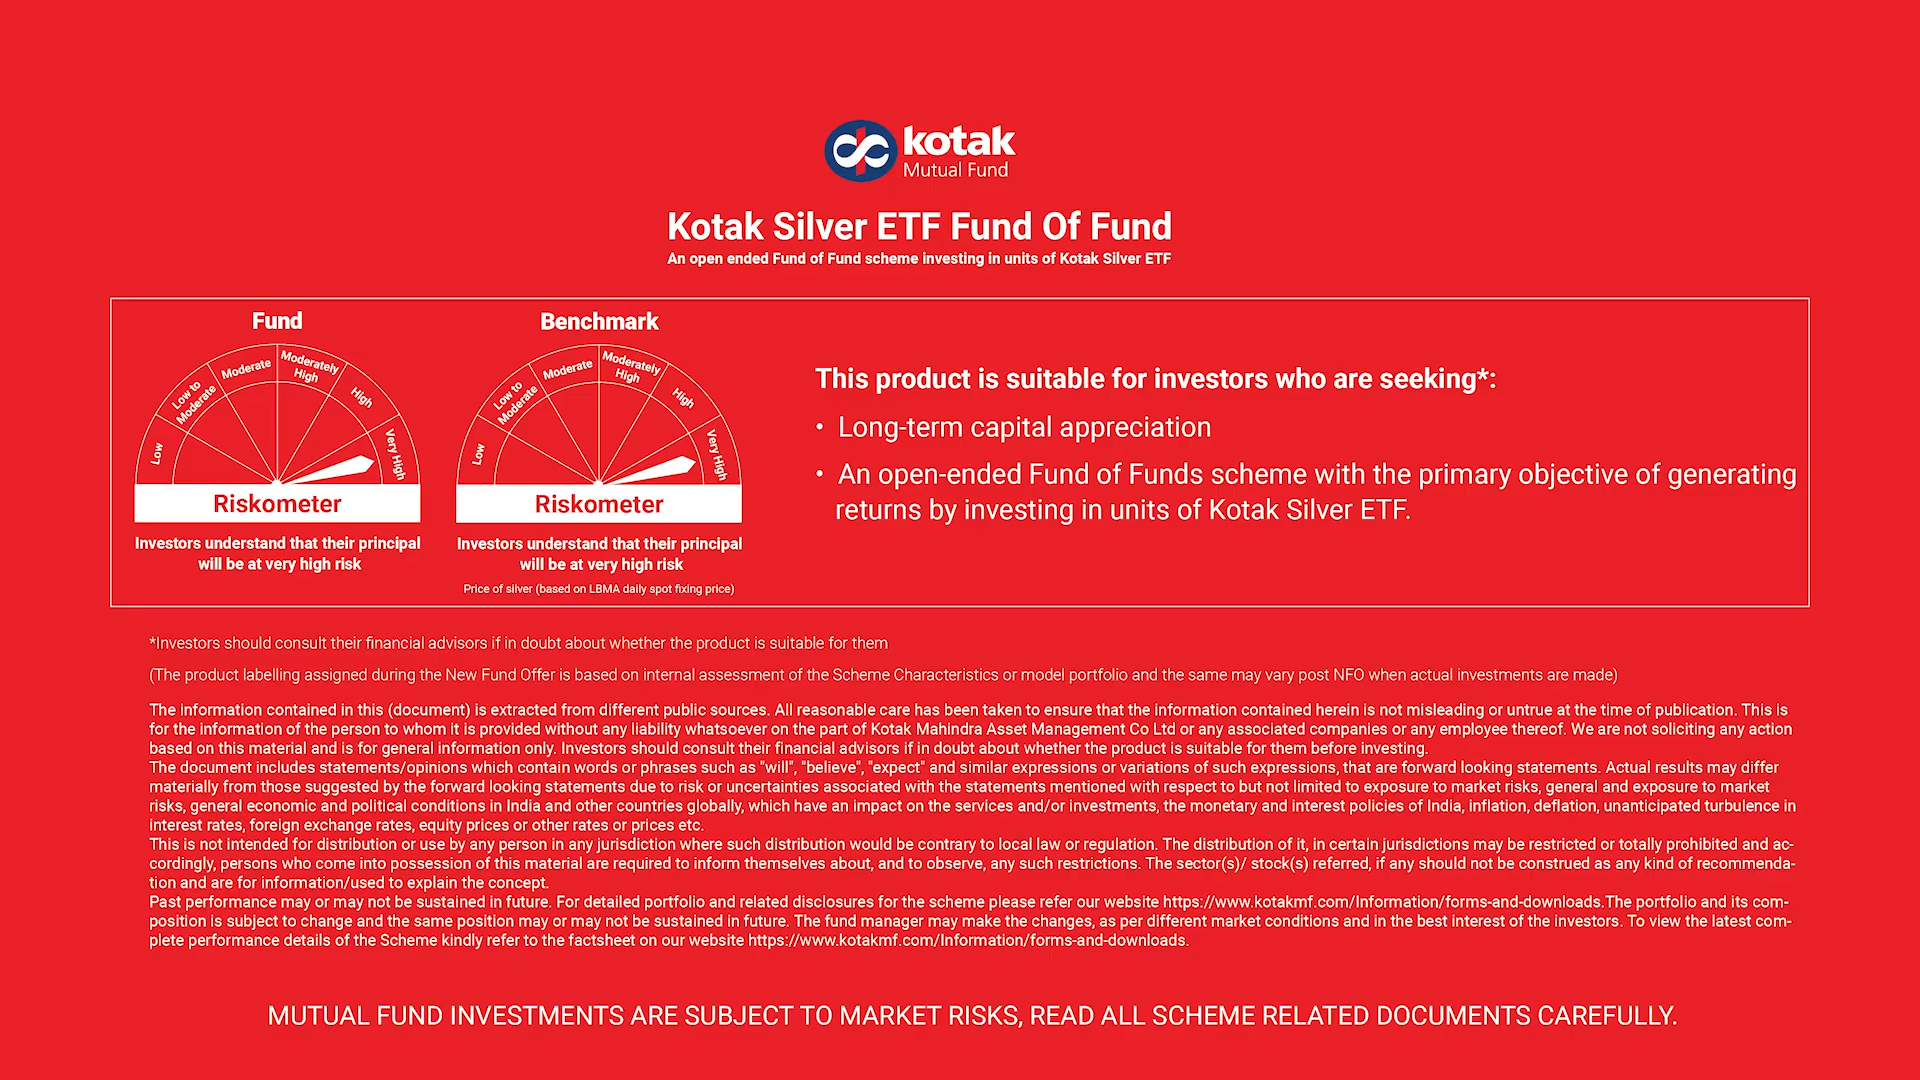 kotak
Mutual Fund
Kotak Silver ETF Fund Of Fund
An open ended Fund of Fund scheme investing in units of Kotak Silver ETF
Fund
Low
Low to Moderate
Moderate
Moderately High
High
Very High
Riskometer
Investors understand that their principal
will be at very high risk
Benchmark
Low
Low to Moderate
Moderate
Moderately High
High
Very High
Riskometer
Investors understand that their principal
will be at very high risk
Price of silver (based on LBMA daily spot fixing price)
This product is suitable for investors who are seeking*:
• Long-term capital appreciation
• An open-ended Fund of Funds scheme with the primary objective of generating
returns by investing in units of Kotak Silver ETF.
*Investors should consult their financial advisors if in doubt about whether the product is suitable for them
(The product labelling assigned during the New Fund Offer is based on internal assessment of the Scheme Characteristics or model portfolio and the same may vary post NFO when actual investments are made)
The information contained in this (document) is extracted from different public sources. All reasonable care has been taken to ensure that the information contained herein is not misleading or untrue at the time of publication. This is
for the information of the person to whom it is provided without any liability whatsoever on the part of Kotak Mahindra Asset Management Co Ltd or any associated companies or any employee thereof. We are not soliciting any action
based on this material and is for general information only. Investors should consult their financial advisors if in doubt about whether the product is suitable for them before investing.
The document includes statements/opinions which contain words or phrases such as "will", "believe", "expect" and similar expressions or variations of such expressions, that are forward looking statements. Actual results may differ
materially from those suggested by the forward looking statements due to risk or uncertainties associated with the statements mentioned with respect to but not limited to exposure to market risks, general and exposure to market
risks, general economic and political conditions in India and other countries globally, which have an impact on the services and/or investments, the monetary and interest policies of India, inflation, deflation, unanticipated turbulence in
interest rates, foreign exchange rates, equity prices or other rates or prices etc.
This is not intended for distribution or use by any person in any jurisdiction where such distribution would be contrary to local law or regulation. The distribution of it, in certain jurisdictions may be restricted or totally prohibited and ac-
cordingly, persons who come into possession of this material are required to inform themselves about, and to observe, any such restrictions. The sector(s)/ stock(s) referred, if any should not be construed as any kind of recommenda-
tion and are for information/used to explain the concept.
Past performance may or may not be sustained in future. For detailed portfolio and related disclosures for the scheme please refer our website https://www.kotakmf.com/Information/forms-and-downloads.The portfolio and its com-
position is subject to change and the same position may or may not be sustained in future. The fund manager may make the changes, as per different market conditions and in the best interest of the investors. To view the latest com-
plete performance details of the Scheme kindly refer to the factsheet on our website https://www.kotakmf.com/Information/forms-and-downloads.
MUTUAL FUND INVESTMENTS ARE SUBJECT TO MARKET RISKS, READ ALL SCHEME RELATED DOCUMENTS CAREFULLY.